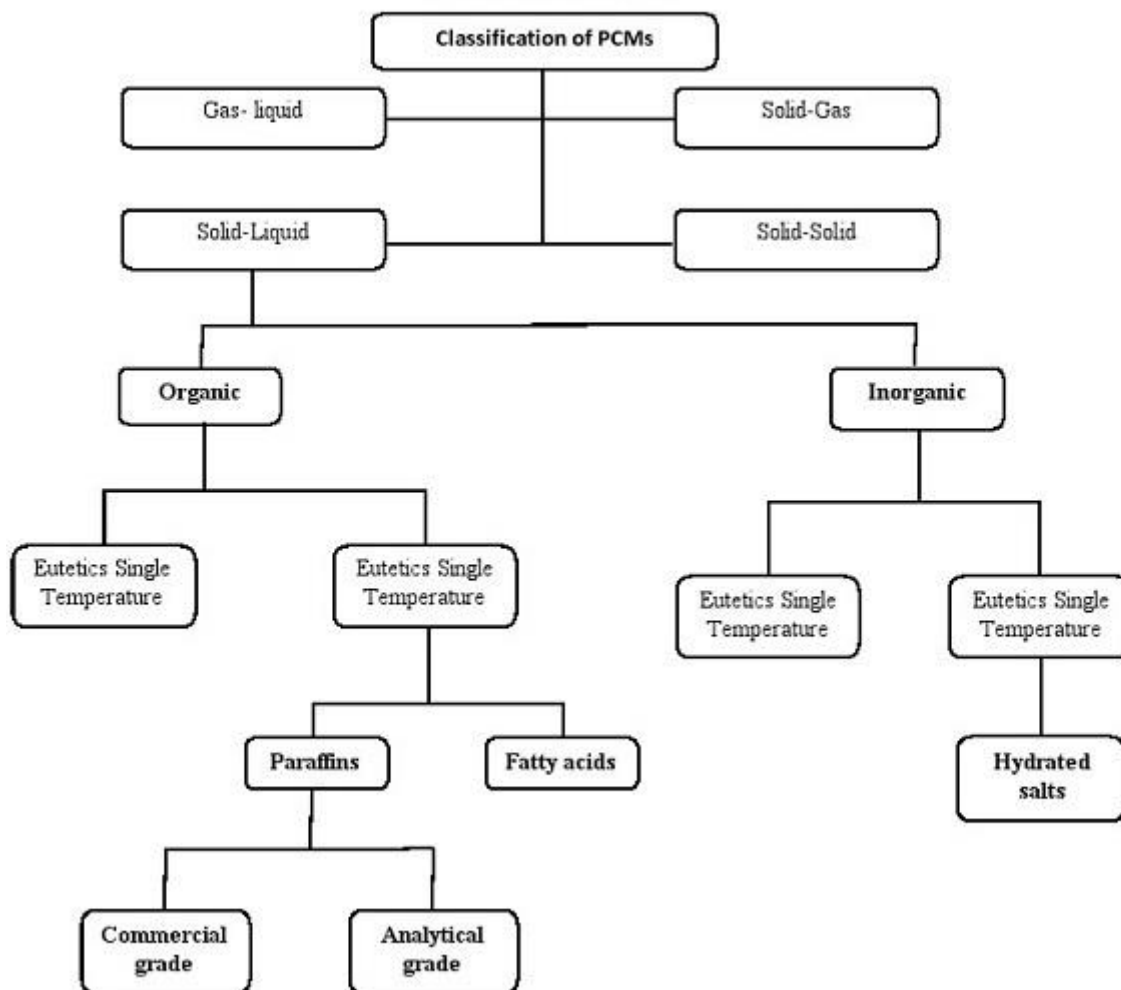 Classification of PCMs
Gas- liquid
Solid-Gas
Solid-Liquid
Solid-Solid
Organic
Inorganic
Eutetics Single
Temperature
Eutetics Single
Temperature
Eutetics Single
Temperature
Eutetics Single
Temperature
Paraffins
Fatty acids
Hydrated
salts
Commercial
grade
Analytical
grade